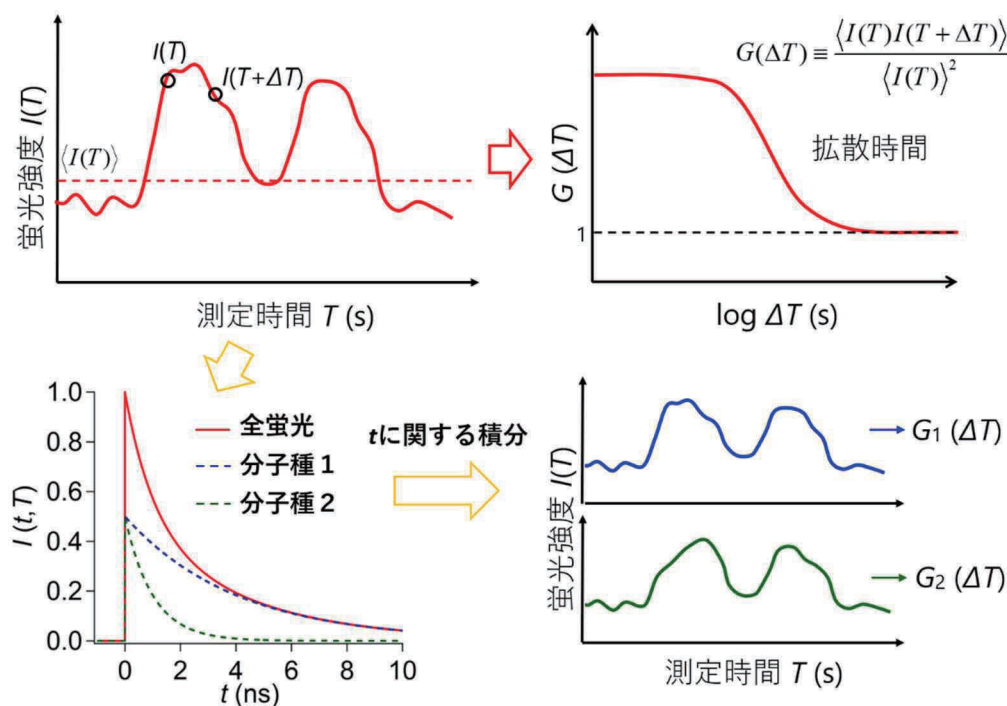 I(T)
I(T+ΔT)
⟨I(T)⟩
蛍光強度 I(T)
測定時間 T (s)
G(ΔT) ≡ ⟨I(T)I(T + ΔT)⟩ / ⟨I(T)⟩²
拡散時間
G (ΔT)
1
log ΔT (s)
1.0
0.8
0.6
0.4
0.2
0.0
I (t,T)
全蛍光
分子種 1
分子種 2
0 2 4 6 8 10
t (ns)
tに関する積分
蛍光強度 I(T)
G₁ (ΔT)
G₂ (ΔT)
測定時間 T (s)